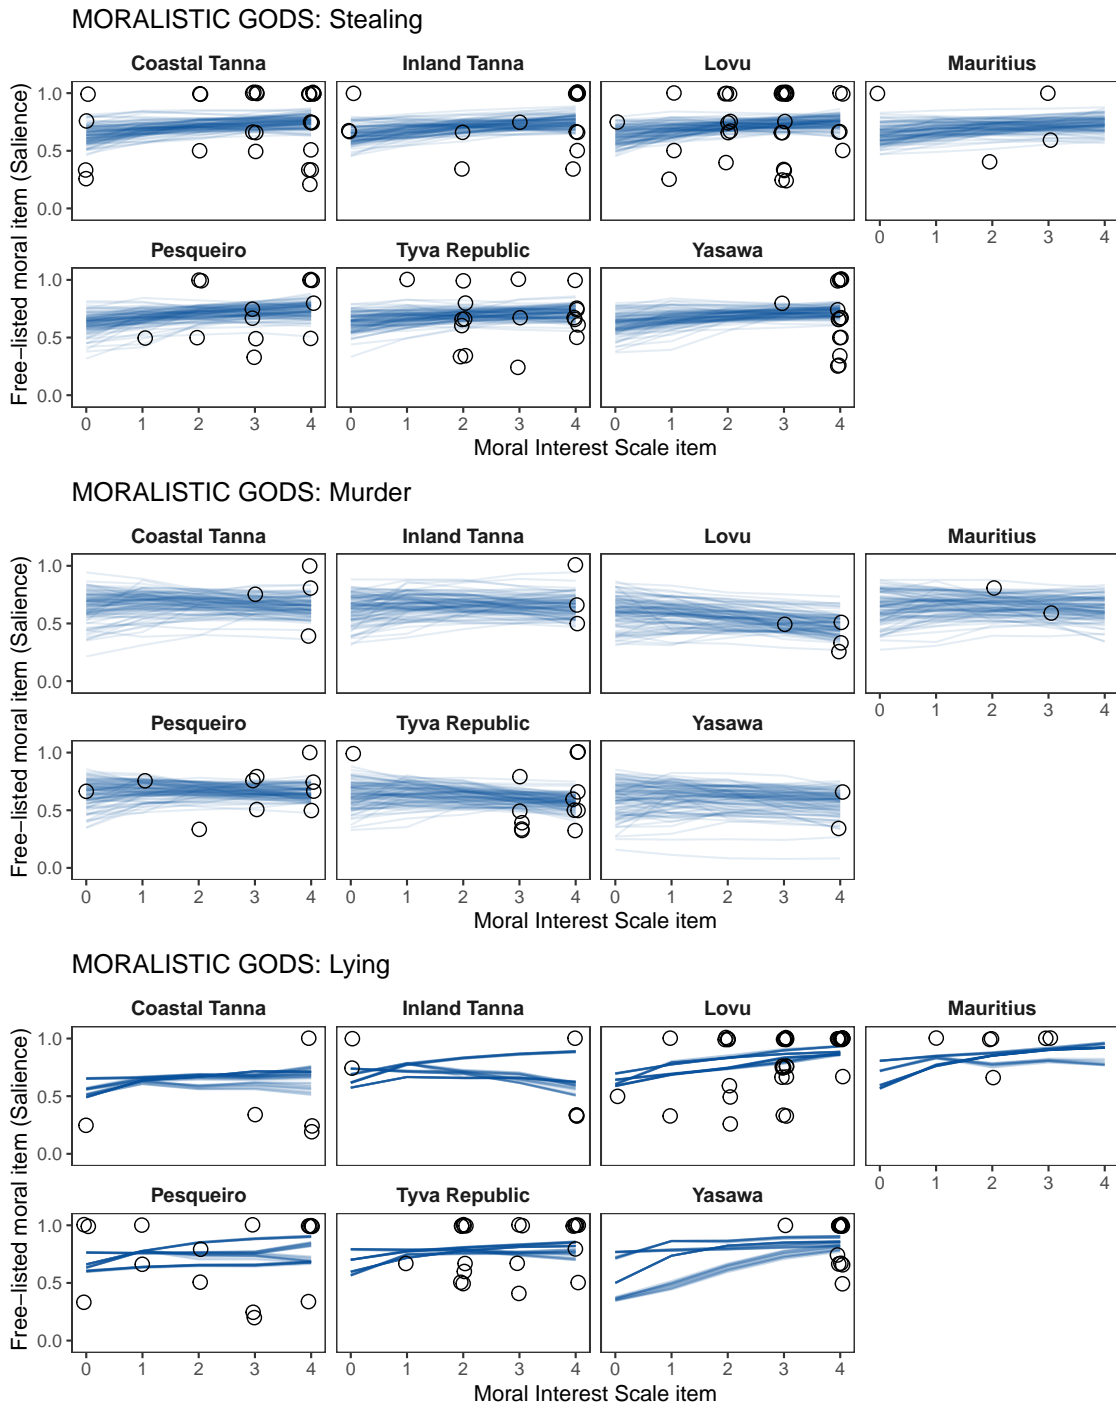 MORALISTIC GODS: Stealing
Coastal Tanna Inland Tanna Lovu Mauritius
1.0
0.5
0.0
0 1 2 3 4
Pesqueiro Tyva Republic Yasawa
1.0
0.5
0.0
0 1 2 3 4 0 1 2 3 4 0 1 2 3 4
Free−listed moral item (Salience)
Moral Interest Scale item
MORALISTIC GODS: Murder
Coastal Tanna Inland Tanna Lovu Mauritius
1.0
0.5
0.0
0 1 2 3 4
Pesqueiro Tyva Republic Yasawa
1.0
0.5
0.0
0 1 2 3 4 0 1 2 3 4 0 1 2 3 4
Free−listed moral item (Salience)
Moral Interest Scale item
MORALISTIC GODS: Lying
Coastal Tanna Inland Tanna Lovu Mauritius
1.0
0.5
0.0
0 1 2 3 4
Pesqueiro Tyva Republic Yasawa
1.0
0.5
0.0
0 1 2 3 4 0 1 2 3 4 0 1 2 3 4
Free−listed moral item (Salience)
Moral Interest Scale item